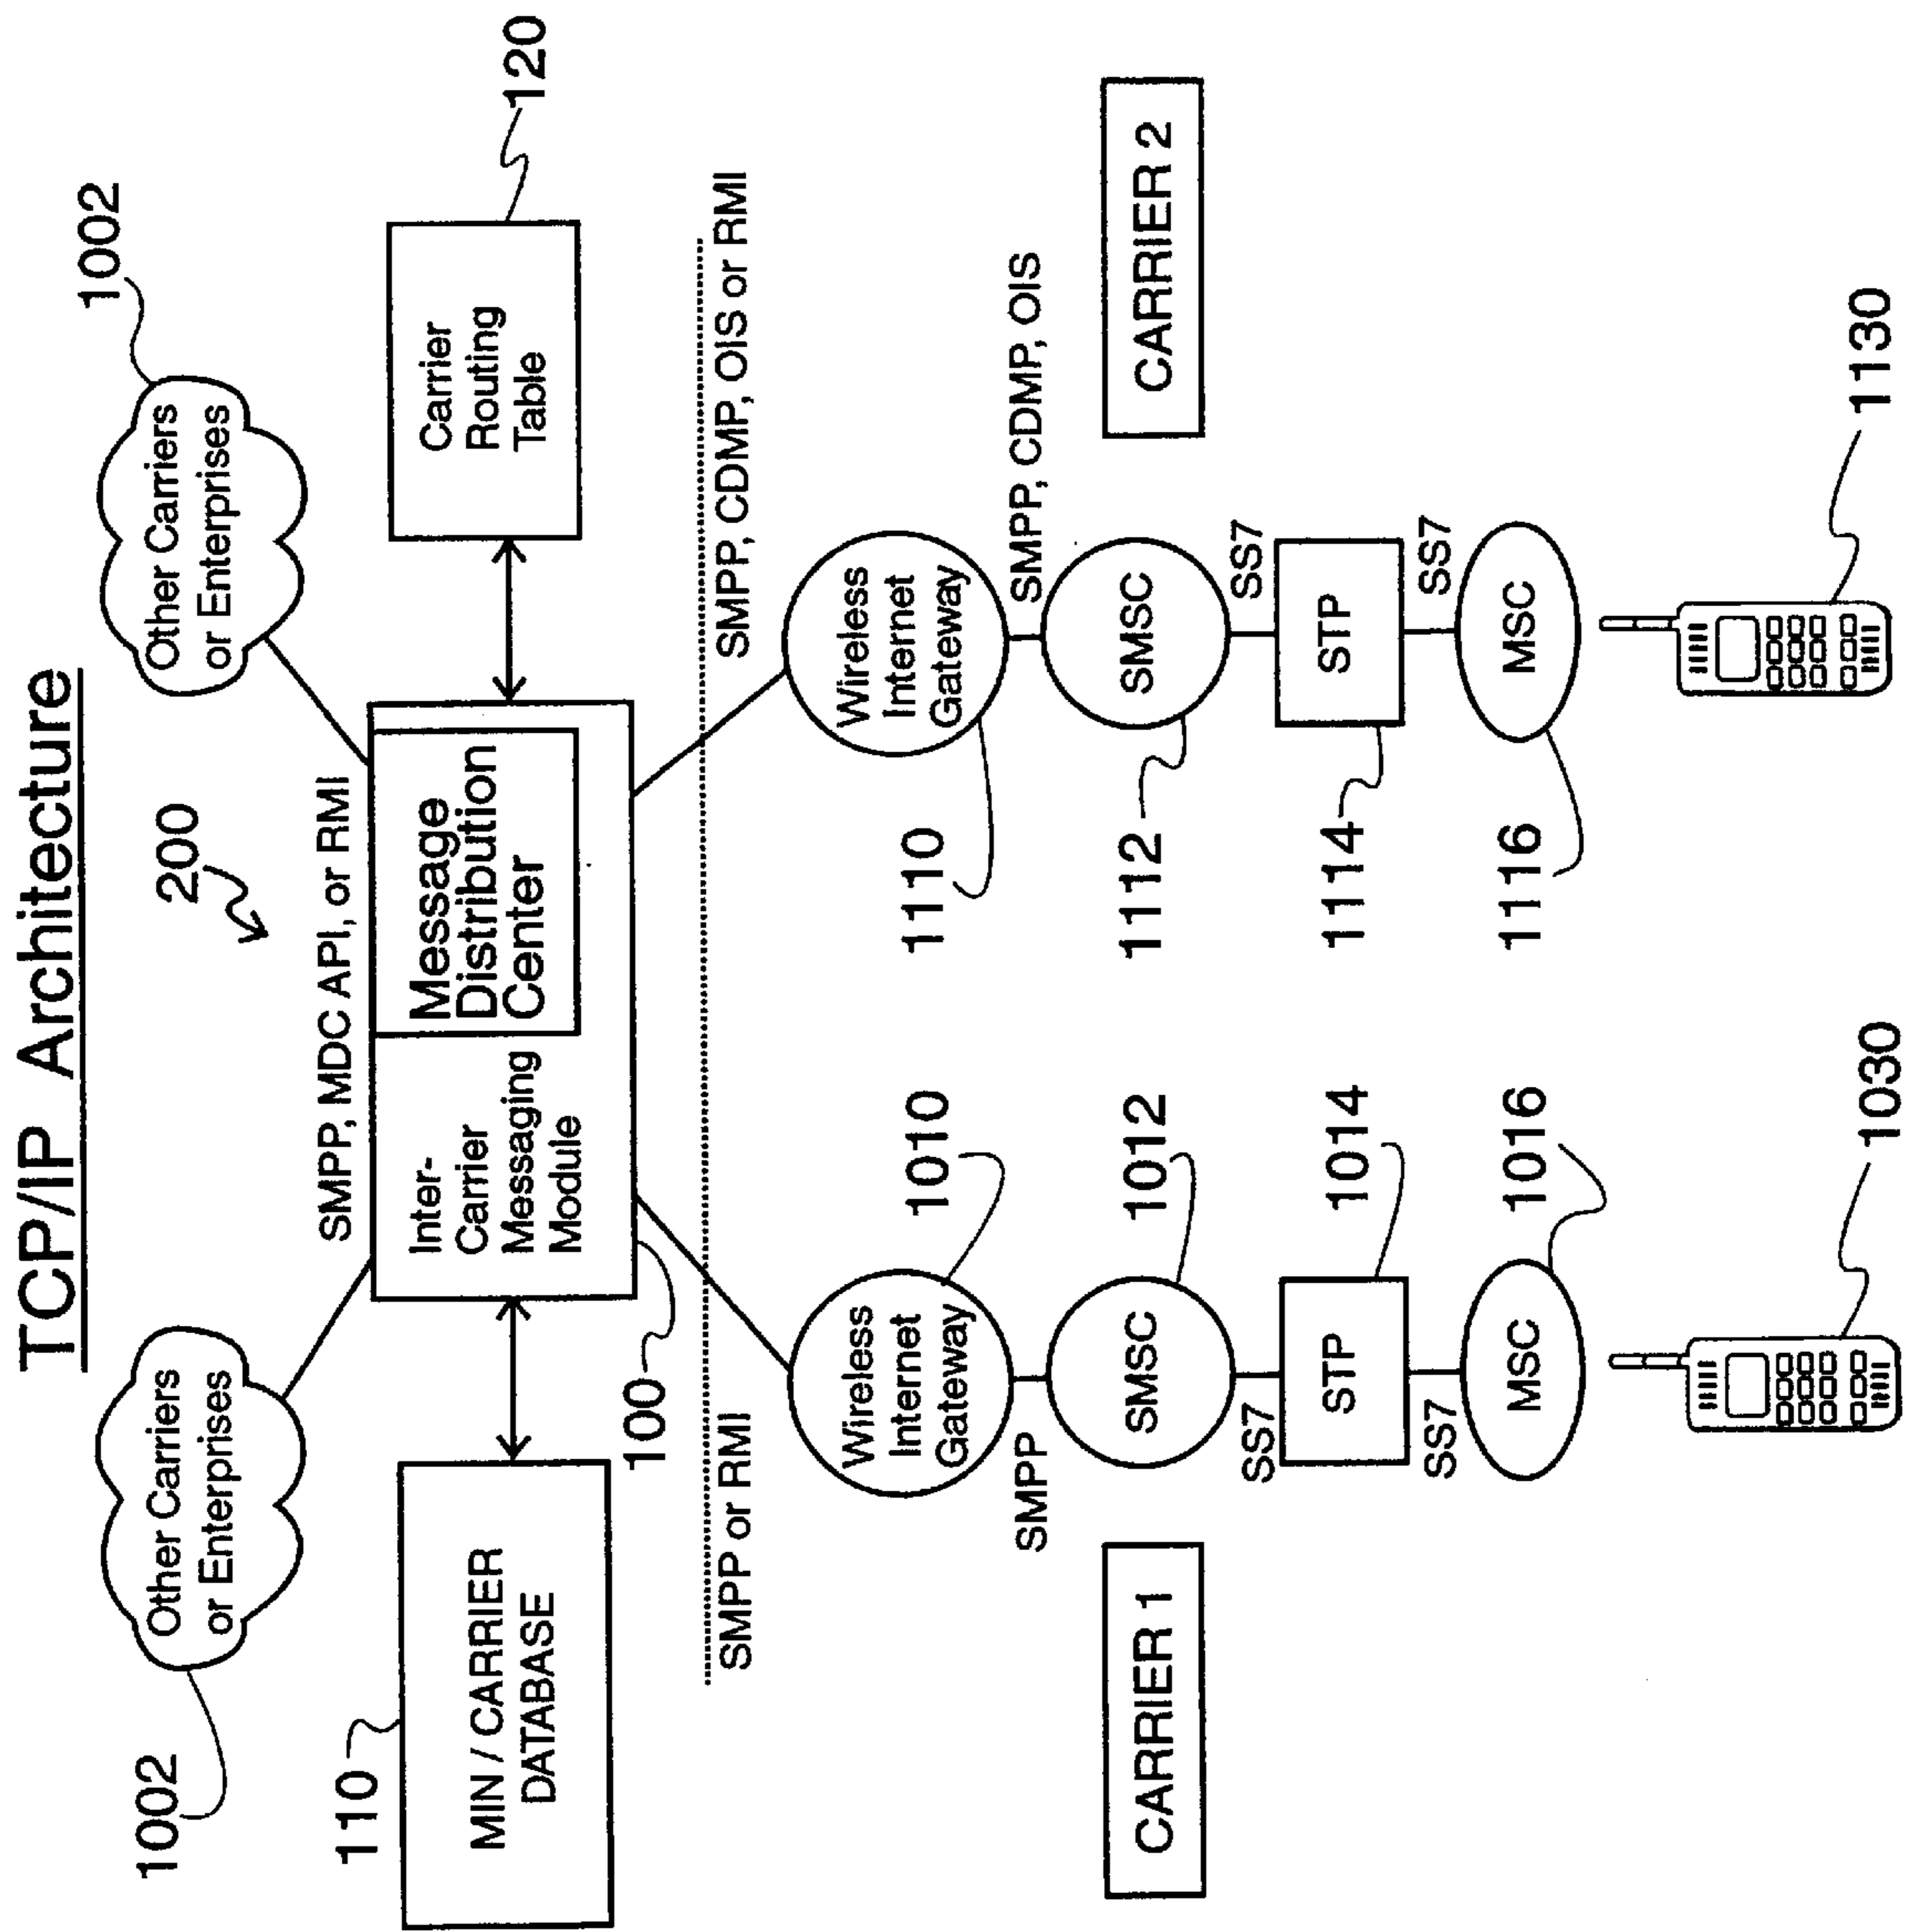 TCP/IP Architecture
200
1002
Other Carriers
or Enterprises
1002
Other Carriers
or Enterprises
SMPP, MDC API, or RMI
110
MIN / CARRIER
DATABASE
Inter-
Carrier
Messaging
Module
Message
Distribution
Center
Carrier
Routing
Table
120
100
SMPP or RMI
SMPP, CDMP, OIS or RMI
Wireless
Internet
Gateway
1010
1110
Wireless
Internet
Gateway
SMPP
SMPP, CDMP, OIS
CARRIER 1
SMSC
1012
1112
SMSC
CARRIER 2
SS7
SS7
STP
1014
1114
STP
SS7
SS7
MSC
1016
1116
MSC
1030
1130